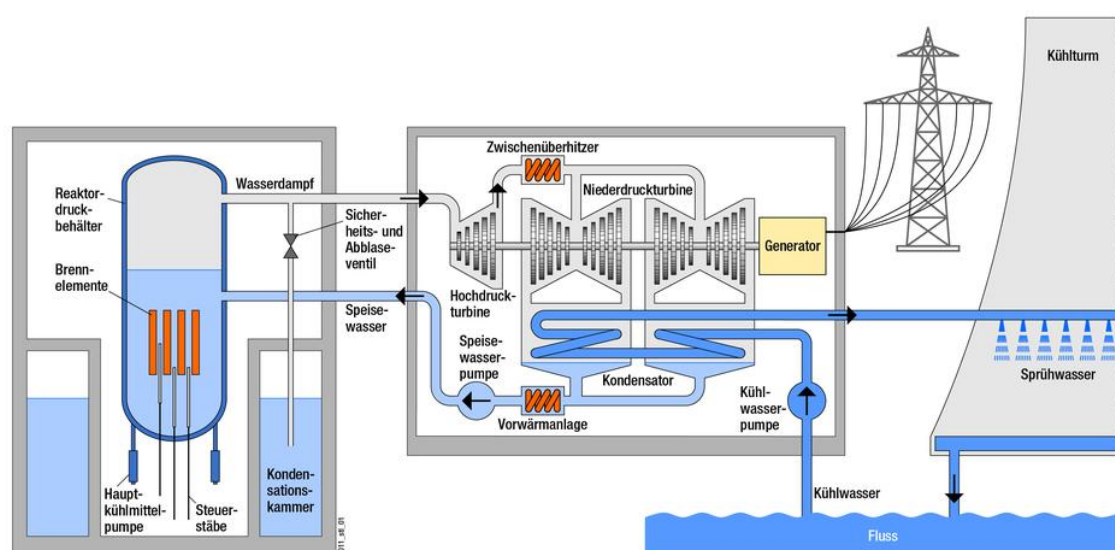 Kühlturm
Zwischenüberhitzer
Wasserdampf
Niederdruckturbine
Reaktor-
druck-
behälter
Sicher-
heits- und
Abblase-
ventil
Generator
Brenn-
elemente
Hochdruck-
turbine
Speise-
wasser
Speise-
wasser-
pumpe
Kondensator
Sprühwasser
Kühl-
wasser-
pumpe
Vorwärmanlage
Haupt-
kühlmittel-
pumpe
Steuer-
stäbe
Konden-
sations-
kammer
Kühlwasser
Fluss